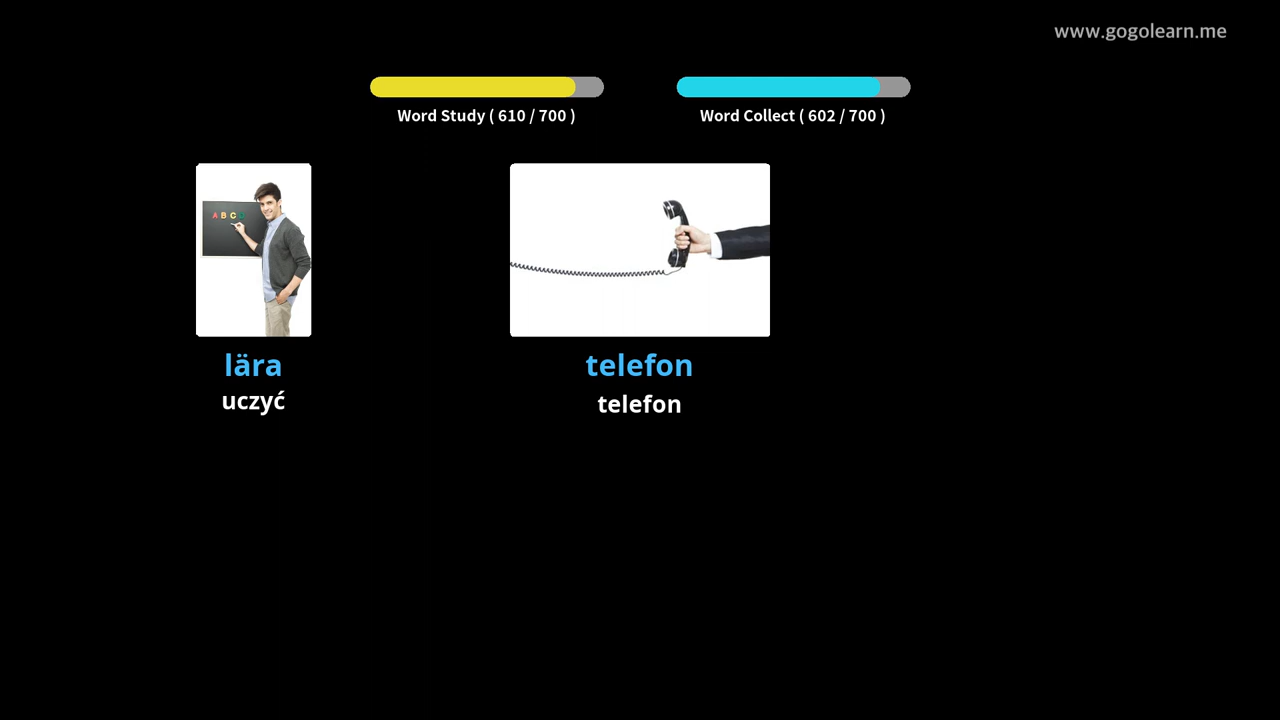 www.gogolearn.me
Word Study ( 610 / 700 )
Word Collect ( 602 / 700 )
A B C D
lära
uczyć
telefon
telefon